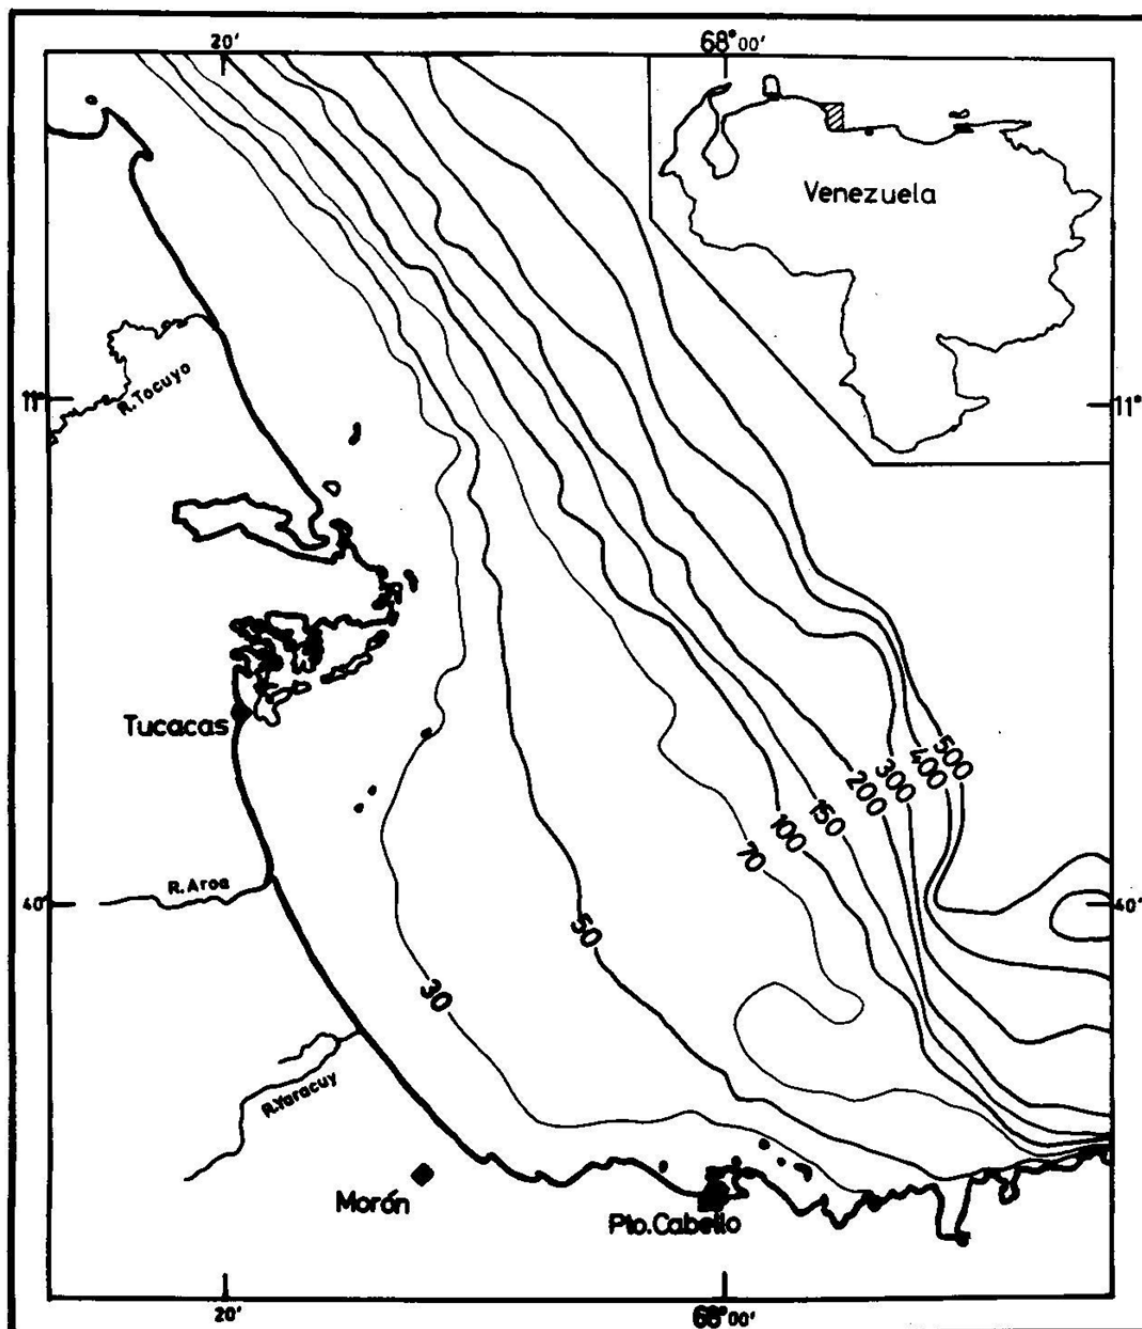 20'
68° 00'
Venezuela
11°
11°
R. Tocuyo
Tucacas
500
400
300
200
150
100
70
R. Aroa
40'
40'
50
30
R. Yaracuy
Morón
Pto. Cabello
20'
68° 00'